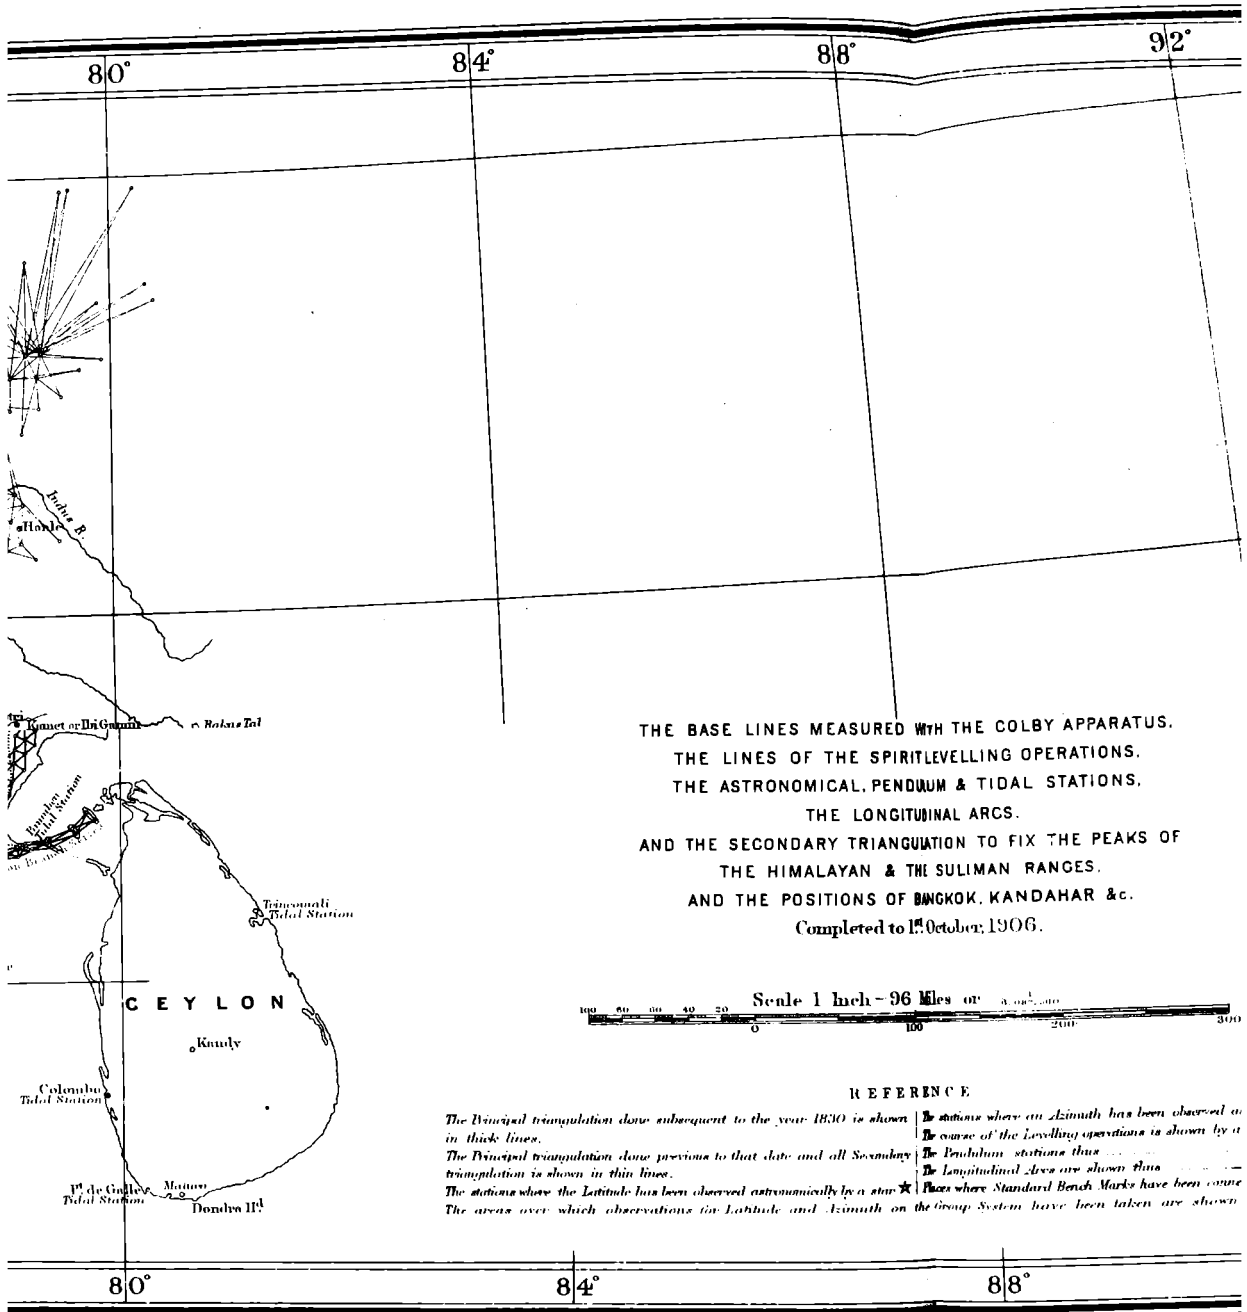 80° 84° 88° 92°
Indus R.
Hanle
Kamet or Ibi Gamin
Rakas Tal
THE BASE LINES MEASURED WITH THE COLBY APPARATUS.
THE LINES OF THE SPIRITLEVELLING OPERATIONS,
THE ASTRONOMICAL, PENDULUM & TIDAL STATIONS,
THE LONGITUDINAL ARCS.
AND THE SECONDARY TRIANGULATION TO FIX THE PEAKS OF
THE HIMALAYAN & THE SULIMAN RANGES,
AND THE POSITIONS OF BANGKOK, KANDAHAR &c.
Completed to 1st October, 1906.
Paumben
Tidal Station
Trincomali
Tidal Station
CEYLON
Kandy
Colombo
Tidal Station
Pt. de Galle
Tidal Station
Matura
Dondra Hd
Scale 1 Inch = 96 Miles or
100 80 60 40 20 0 100 200 300
REFERENCE
The Principal triangulation done subsequent to the year 1830 is shown
in thick lines.
The Principal triangulation done previous to that date and all Secondary
triangulation is shown in thin lines.
The stations where the Latitude has been observed astronomically by a star ★
The areas over which observations for Latitude and Azimuth on the Group System have been taken are shown
The stations where an Azimuth has been observed
The course of the Levelling operations is shown by a
The Pendulum stations thus
The Longitudinal Arcs are shown thus
Places where Standard Bench Marks have been conne
80° 84° 88°